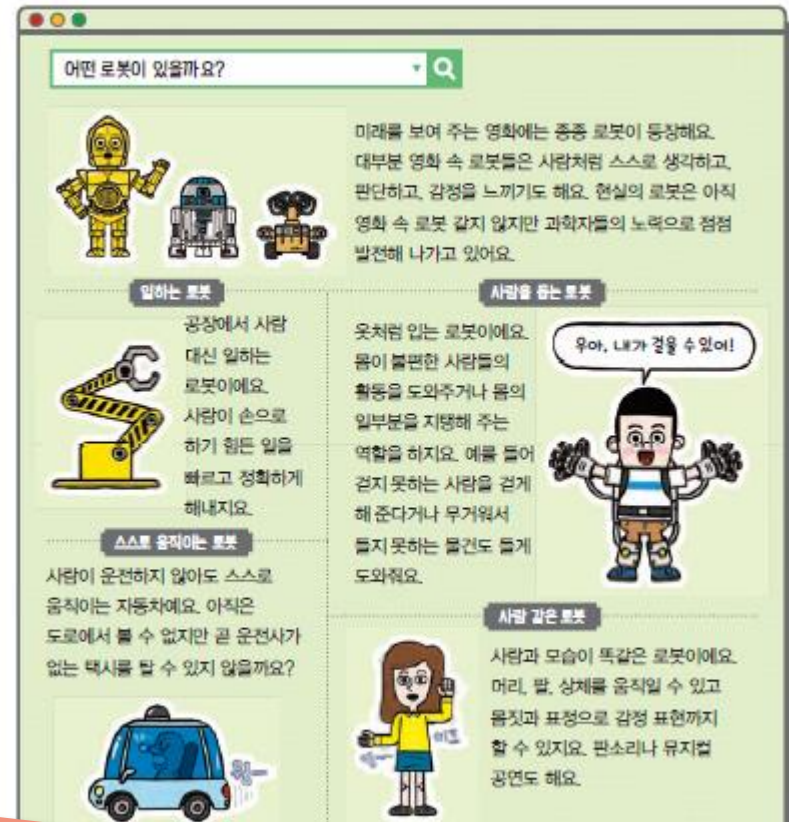 어떤 로봇이 있을까요?
미래를 보여 주는 영화에는 종종 로봇이 등장해요.
대부분 영화 속 로봇들은 사람처럼 스스로 생각하고,
판단하고, 감정을 느끼기도 해요. 현실의 로봇은 아직
영화 속 로봇 같지 않지만 과학자들의 노력으로 점점
발전해 나가고 있어요.
일하는 로봇
공장에서 사람
대신 일하는
로봇이에요.
사람이 손으로
하기 힘든 일을
빠르고 정확하게
해내지요.
사람을 돕는 로봇
옷처럼 입는 로봇이에요.
몸이 불편한 사람들의
활동을 도와주거나 몸의
일부분을 지탱해 주는
역할을 하지요. 예를 들어
걷지 못하는 사람을 걷게
해 준다거나 무거워서
들지 못하는 물건도 들게
도와줘요.
우아, 내가 걸을 수 있어!
스스로 움직이는 로봇
사람이 운전하지 않아도 스스로
움직이는 자동차예요. 아직은
도로에서 볼 수 없지만 곧 운전사가
없는 택시를 탈 수 있지 않을까요?
사람 같은 로봇
사람과 모습이 똑같은 로봇이에요.
머리, 팔, 상체를 움직일 수 있고
몸짓과 표정으로 감정 표현까지
할 수 있지요. 판소리나 뮤지컬
공연도 해요.